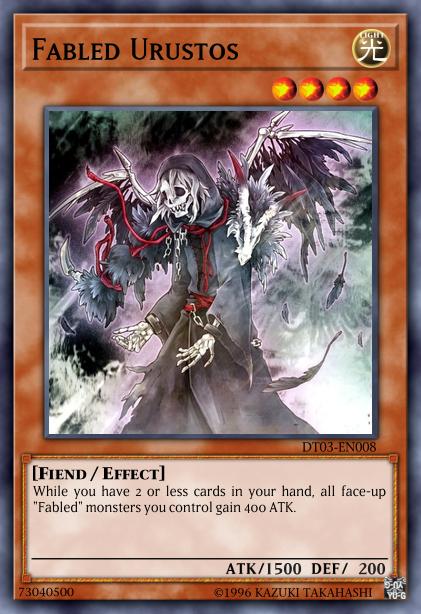 Fabled Urustos
LIGHT
光
DT03-EN008
[Fiend / Effect]
While you have 2 or less cards in your hand, all face-up
"Fabled" monsters you control gain 400 ATK.
ATK/1500 DEF/ 200
73040500
©1996 KAZUKI TAKAHASHI